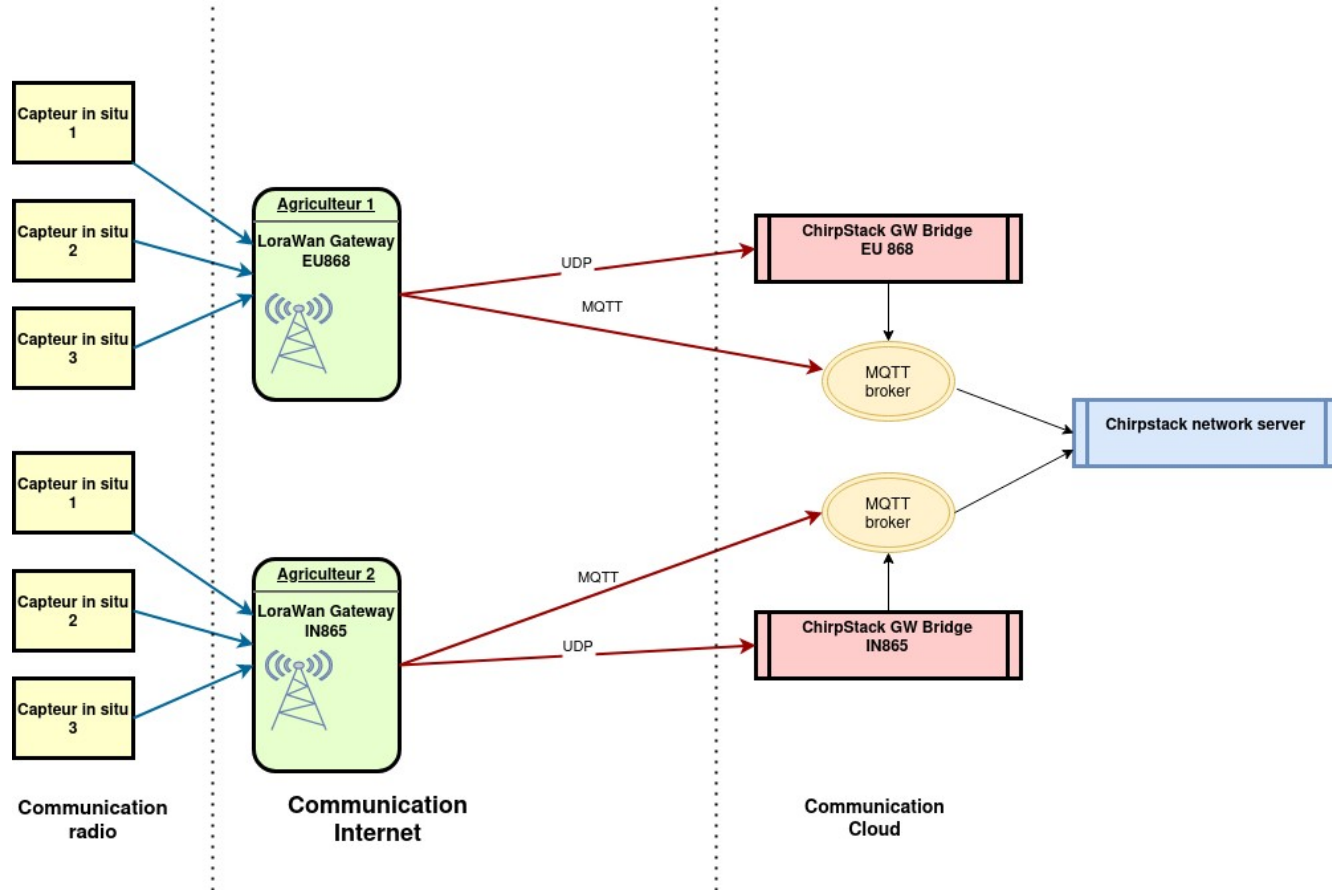 Capteur in situ
1
Capteur in situ
2
Capteur in situ
3
Agriculteur 1
LoraWan Gateway
EU868
UDP
MQTT
ChirpStack GW Bridge
EU 868
MQTT
broker
Chirpstack network server
Capteur in situ
1
Capteur in situ
2
Capteur in situ
3
Agriculteur 2
LoraWan Gateway
IN865
MQTT
UDP
MQTT
broker
ChirpStack GW Bridge
IN865
Communication
radio
Communication
Internet
Communication
Cloud